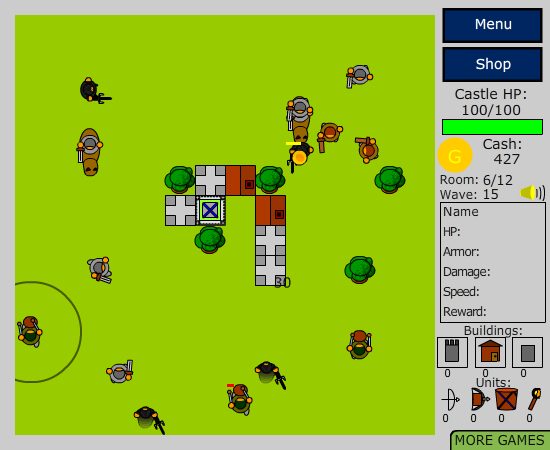 Menu
Shop
Castle HP:
100/100
G
Cash:
427
Room: 6/12
Wave: 15
Name
HP:
Armor:
Damage:
Speed:
Reward:
30
Buildings:
0 0 0
Units:
0 0 0 0
MORE GAMES